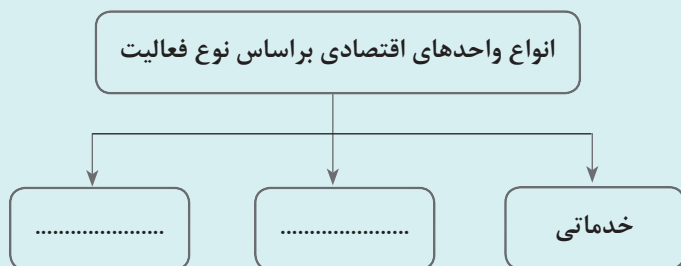 انواع واحدهای اقتصادی براساس نوع فعالیت
خدماتی
......................
......................